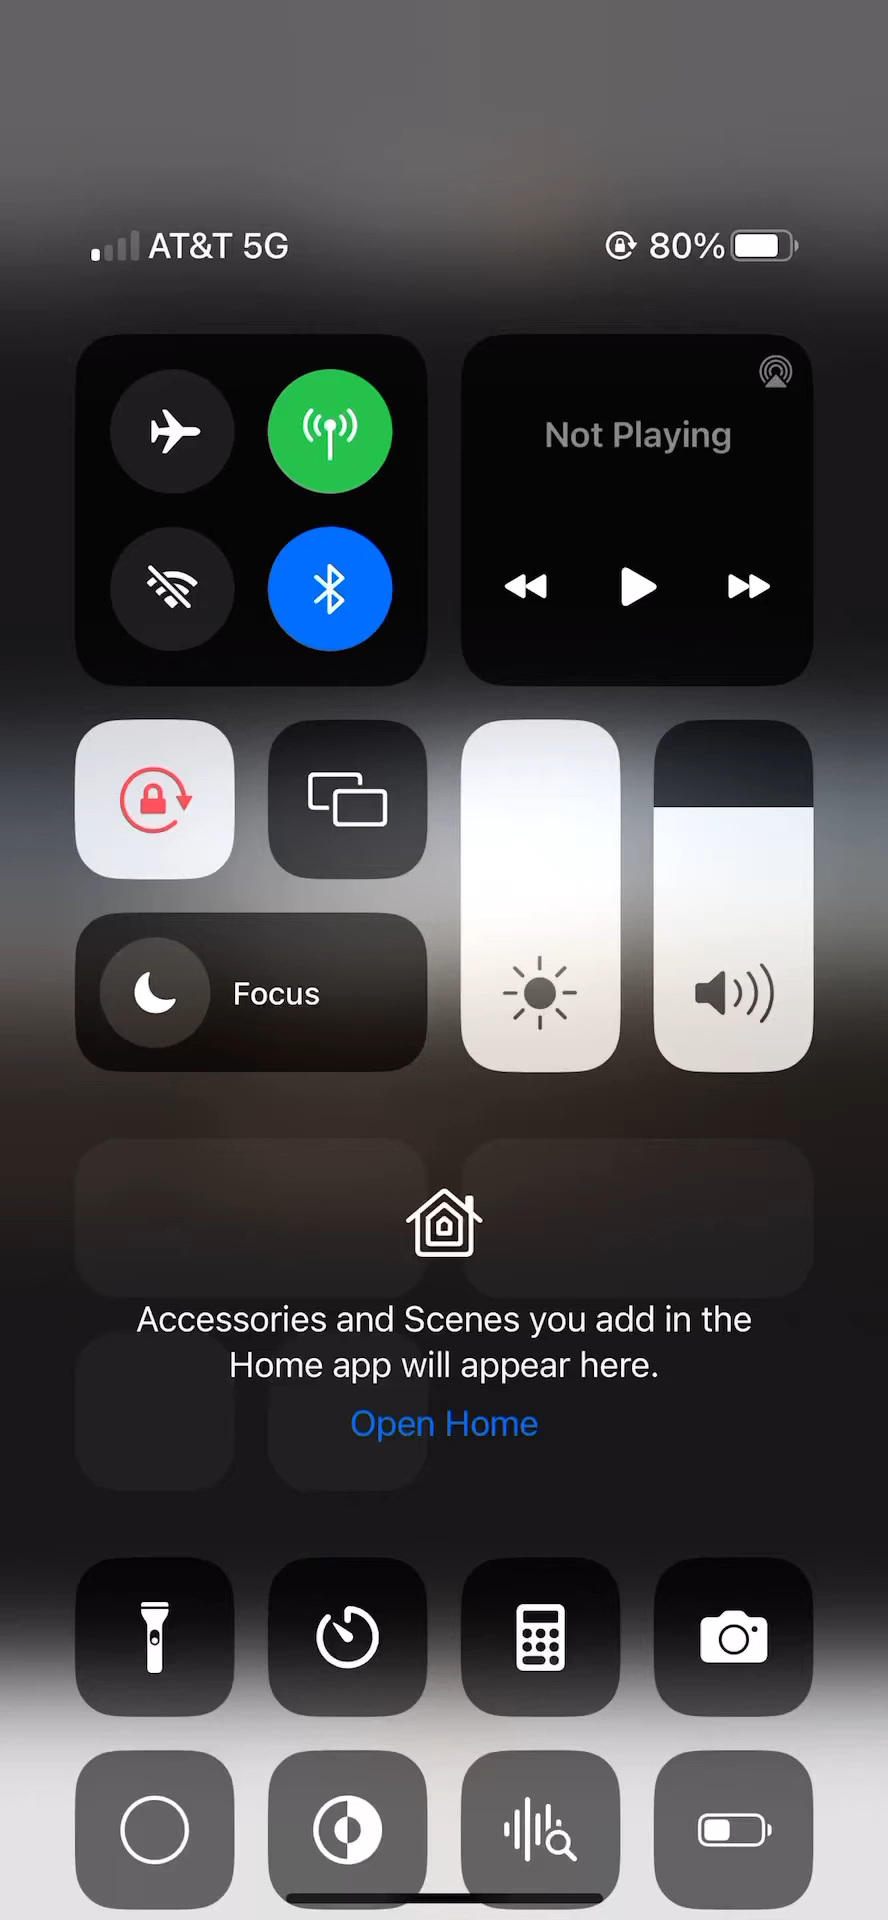 AT&T 5G
80%
Not Playing
Focus
Accessories and Scenes you add in the
Home app will appear here.
Open Home